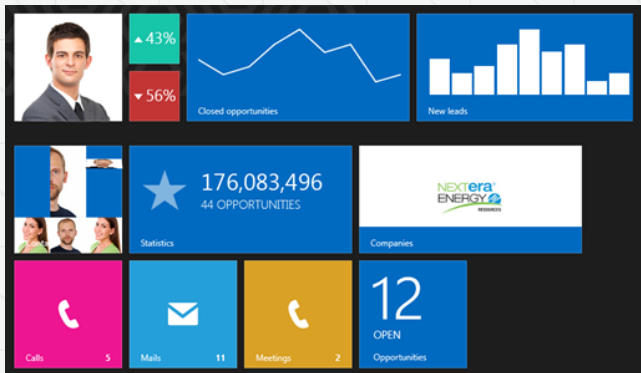 43%
56%
Closed opportunities
New leads
176,083,496
44 OPPORTUNITIES
Statistics
NEXTera®
ENERGY
RESOURCES
Companies
Calls 5
Mails 11
Meetings 2
12
OPEN
Opportunities